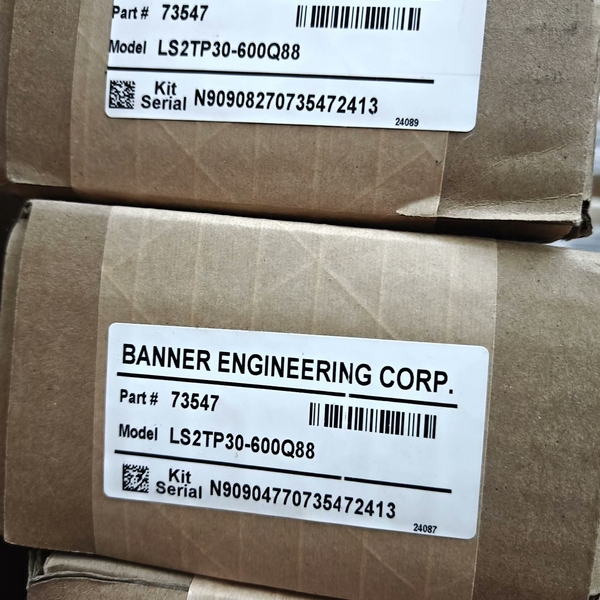 Part # 73547
Model LS2TP30-600Q88
Kit
Serial N90908270735472413
24089
BANNER ENGINEERING CORP.
Part # 73547
Model LS2TP30-600Q88
Kit
Serial N90904770735472413
24087